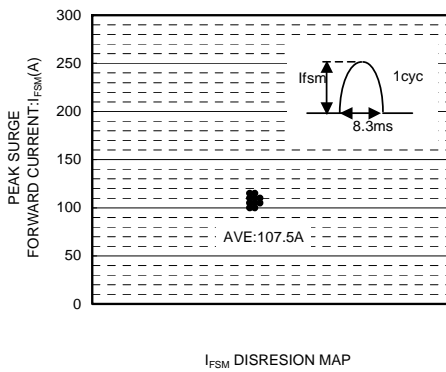 PEAK SURGE
FORWARD CURRENT:IFSM(A)
300
250
200
150
100
50
0
Ifsm
1cyc
8.3ms
AVE:107.5A
IFSM DISRESION MAP